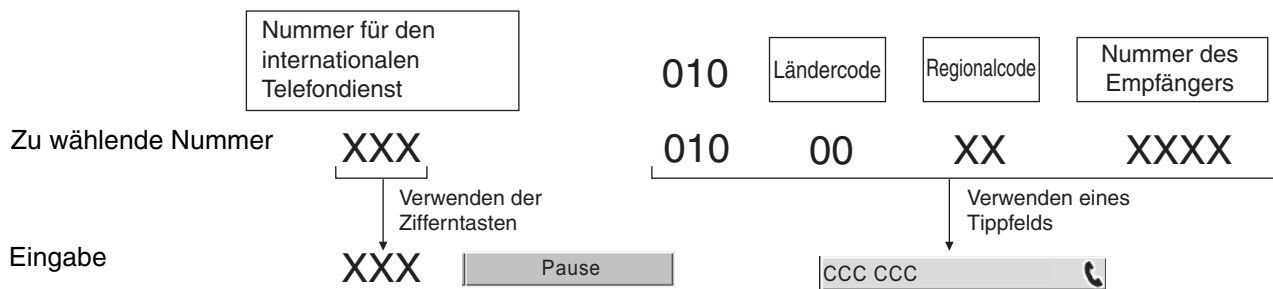 Nummer für den
internationalen
Telefondienst
010 Ländercode Regionalcode Nummer des
Empfängers
Zu wählende Nummer XXX 010 00 XX XXXX
Verwenden der
Zifferntasten
Verwenden eines
Tippfelds
Eingabe XXX Pause CCC CCC